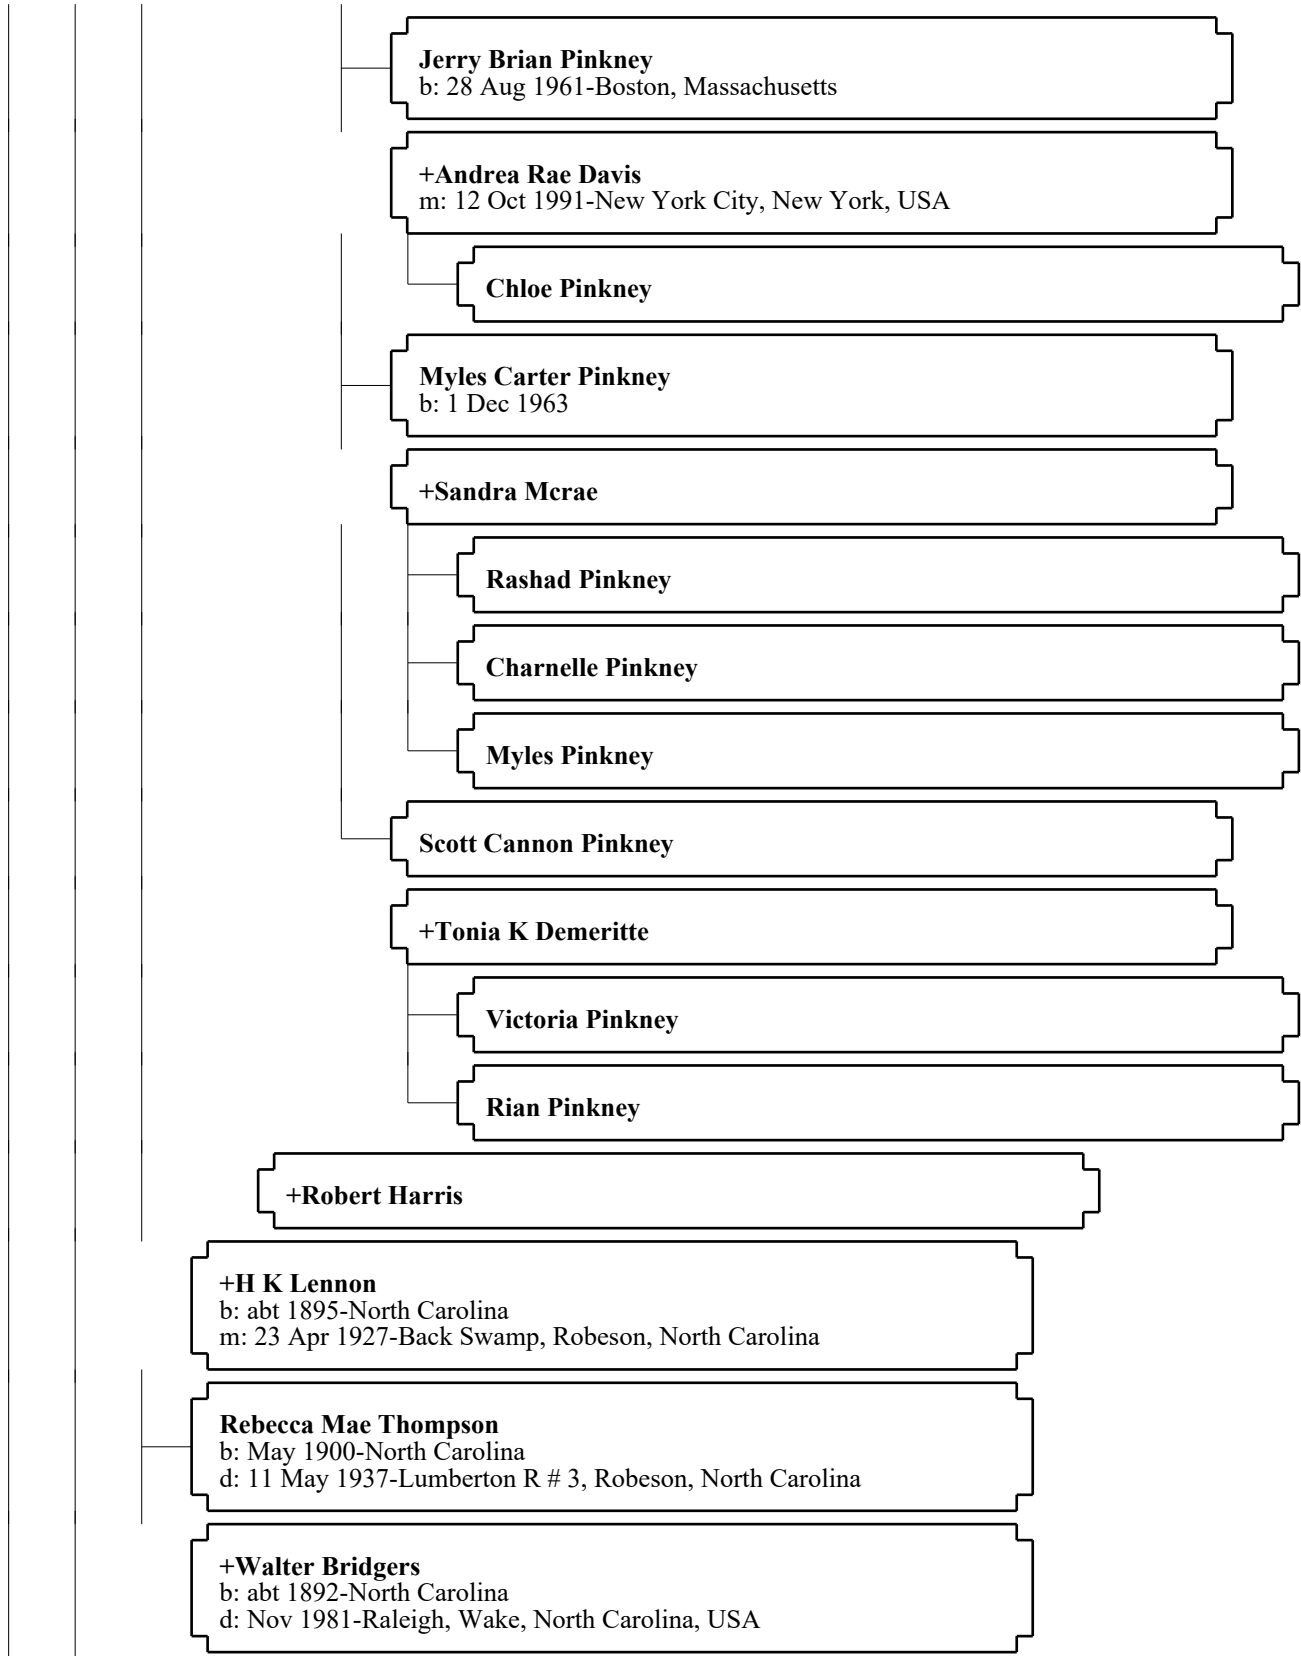 Jerry Brian Pinkney
b: 28 Aug 1961-Boston, Massachusetts
+Andrea Rae Davis
m: 12 Oct 1991-New York City, New York, USA
Chloe Pinkney
Myles Carter Pinkney
b: 1 Dec 1963
+Sandra Mcrae
Rashad Pinkney
Charnelle Pinkney
Myles Pinkney
Scott Cannon Pinkney
+Tonia K Demeritte
Victoria Pinkney
Rian Pinkney
+Robert Harris
+H K Lennon
b: abt 1895-North Carolina
m: 23 Apr 1927-Back Swamp, Robeson, North Carolina
Rebecca Mae Thompson
b: May 1900-North Carolina
d: 11 May 1937-Lumberton R # 3, Robeson, North Carolina
+Walter Bridgers
b: abt 1892-North Carolina
d: Nov 1981-Raleigh, Wake, North Carolina, USA